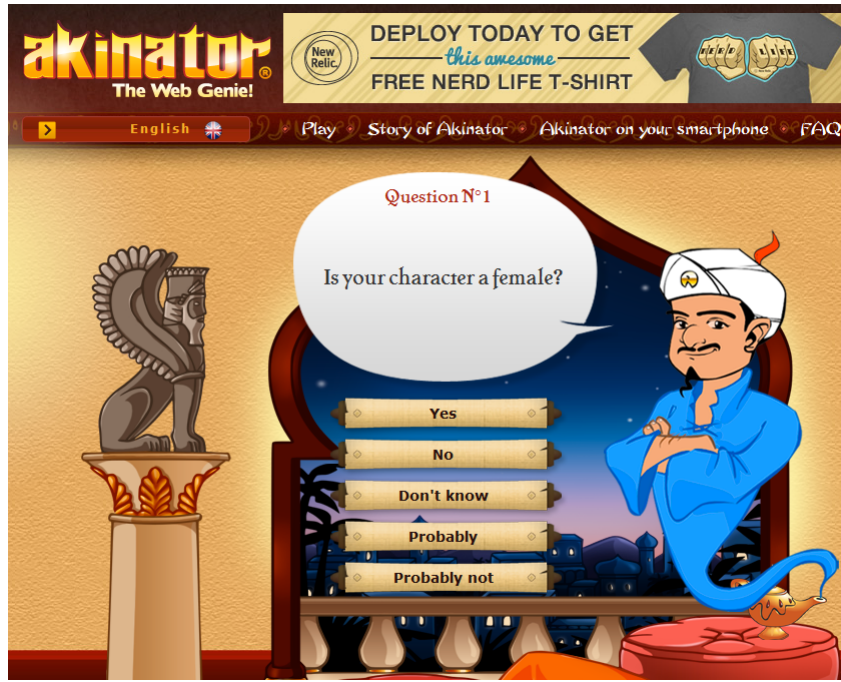 akinator®
The Web Genie!
New
Relic.
DEPLOY TODAY TO GET
this awesome
FREE NERD LIFE T-SHIRT
NERD LIFE
English
Play
Story of Akinator
Akinator on your smartphone
FAQ
Question N°1
Is your character a female?
Yes
No
Don't know
Probably
Probably not